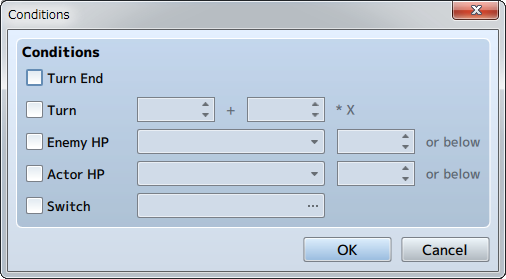 Conditions
Conditions
Turn End
Turn + * X
Enemy HP or below
Actor HP or below
Switch ...
OK Cancel